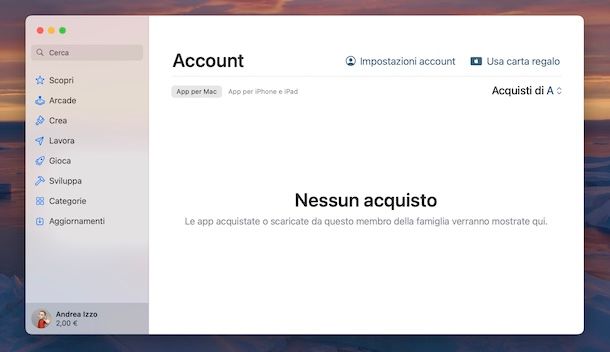 Cerca
Scopri
Arcade
Crea
Lavora
Gioca
Sviluppa
Categorie
Aggiornamenti
Andrea Izzo
2,00 €
Account
Impostazioni account
Usa carta regalo
App per Mac
App per iPhone e iPad
Acquisti di A
Nessun acquisto
Le app acquistate o scaricate da questo membro della famiglia verranno mostrate qui.